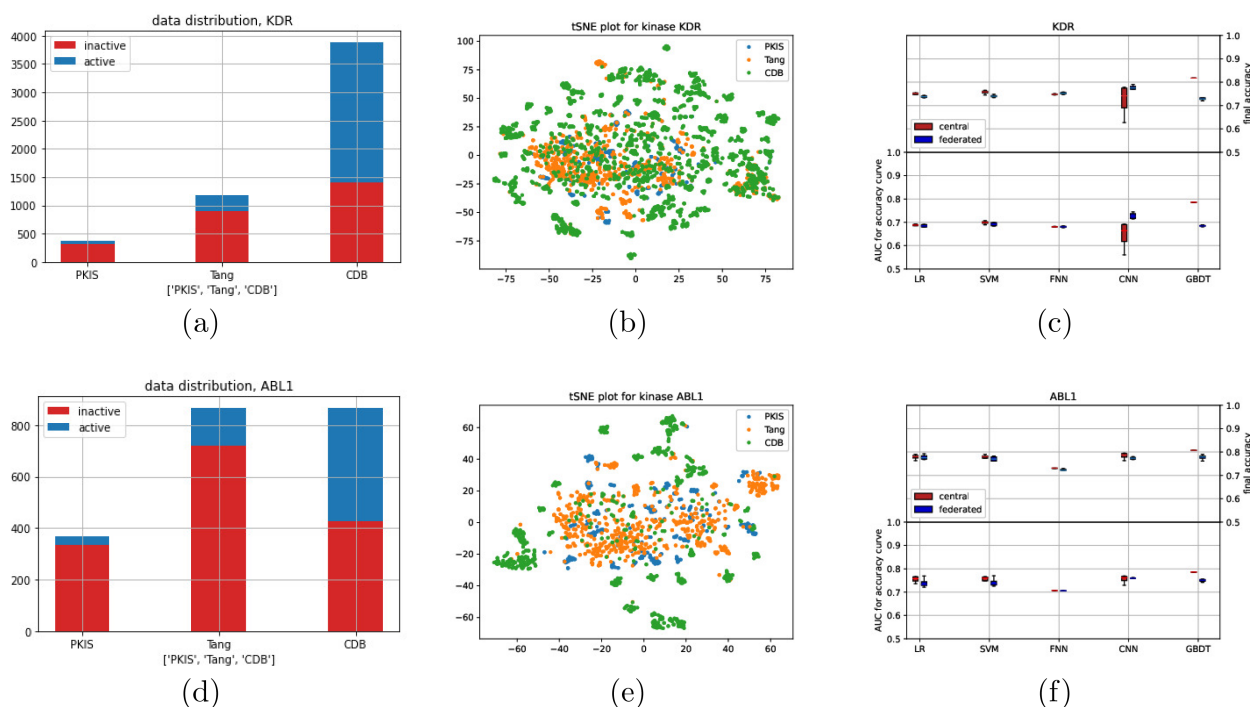 data distribution, KDR
inactive
active
4000
3500
3000
2500
2000
1500
1000
500
0
PKIS Tang CDB
['PKIS', 'Tang', 'CDB']
(a)
tSNE plot for kinase KDR
PKIS
Tang
CDB
100
75
50
25
0
−25
−50
−75
−75 −50 −25 0 25 50 75
(b)
KDR
1.0
0.9
0.8
0.7
0.6
0.5
final accuracy
central
federated
1.0
0.9
0.8
0.7
0.6
0.5
AUC for accuracy curve
LR SVM FNN CNN GBDT
(c)
data distribution, ABL1
inactive
active
800
600
400
200
0
PKIS Tang CDB
['PKIS', 'Tang', 'CDB']
(d)
tSNE plot for kinase ABL1
PKIS
Tang
CDB
60
40
20
0
−20
−40
−60
−60 −40 −20 0 20 40 60
(e)
ABL1
1.0
0.9
0.8
0.7
0.6
0.5
final accuracy
central
federated
1.0
0.9
0.8
0.7
0.6
0.5
AUC for accuracy curve
LR SVM FNN CNN GBDT
(f)